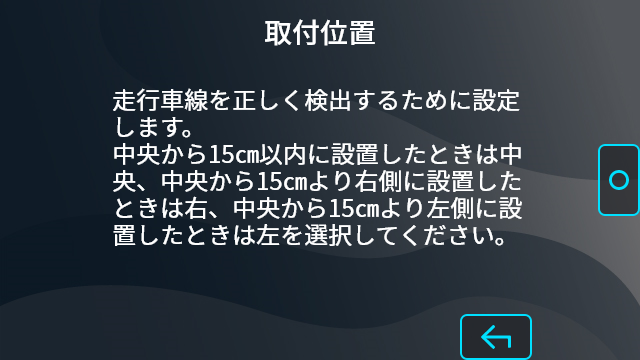 取付位置
走行車線を正しく検出するために設定
します。
中央から15㎝以内に設置したときは中
央、中央から15㎝より右側に設置した
ときは右、中央から15㎝より左側に設
置したときは左を選択してください。